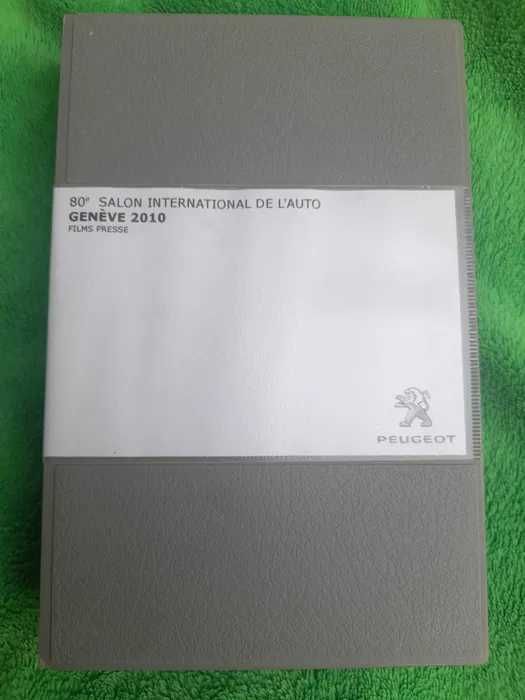 80e SALON INTERNATIONAL DE L'AUTO
GENÈVE 2010
FILMS PRESSE
PEUGEOT